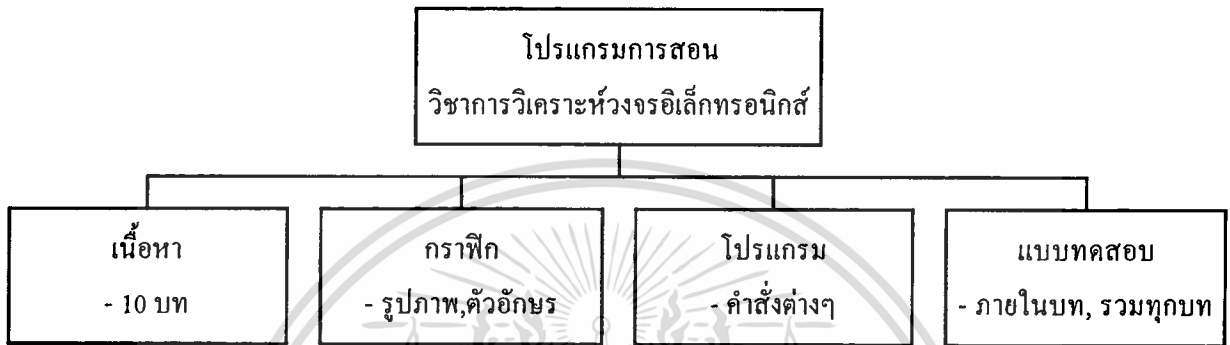 โปรแกรมการสอน
วิชาการวิเคราะห์วงจรอิเล็กทรอนิกส์
เนื้อหา
- 10 บท
กราฟิก
- รูปภาพ,ตัวอักษร
โปรแกรม
- คำสั่งต่างๆ
แบบทดสอบ
- ภายในบท, รวมทุกบท